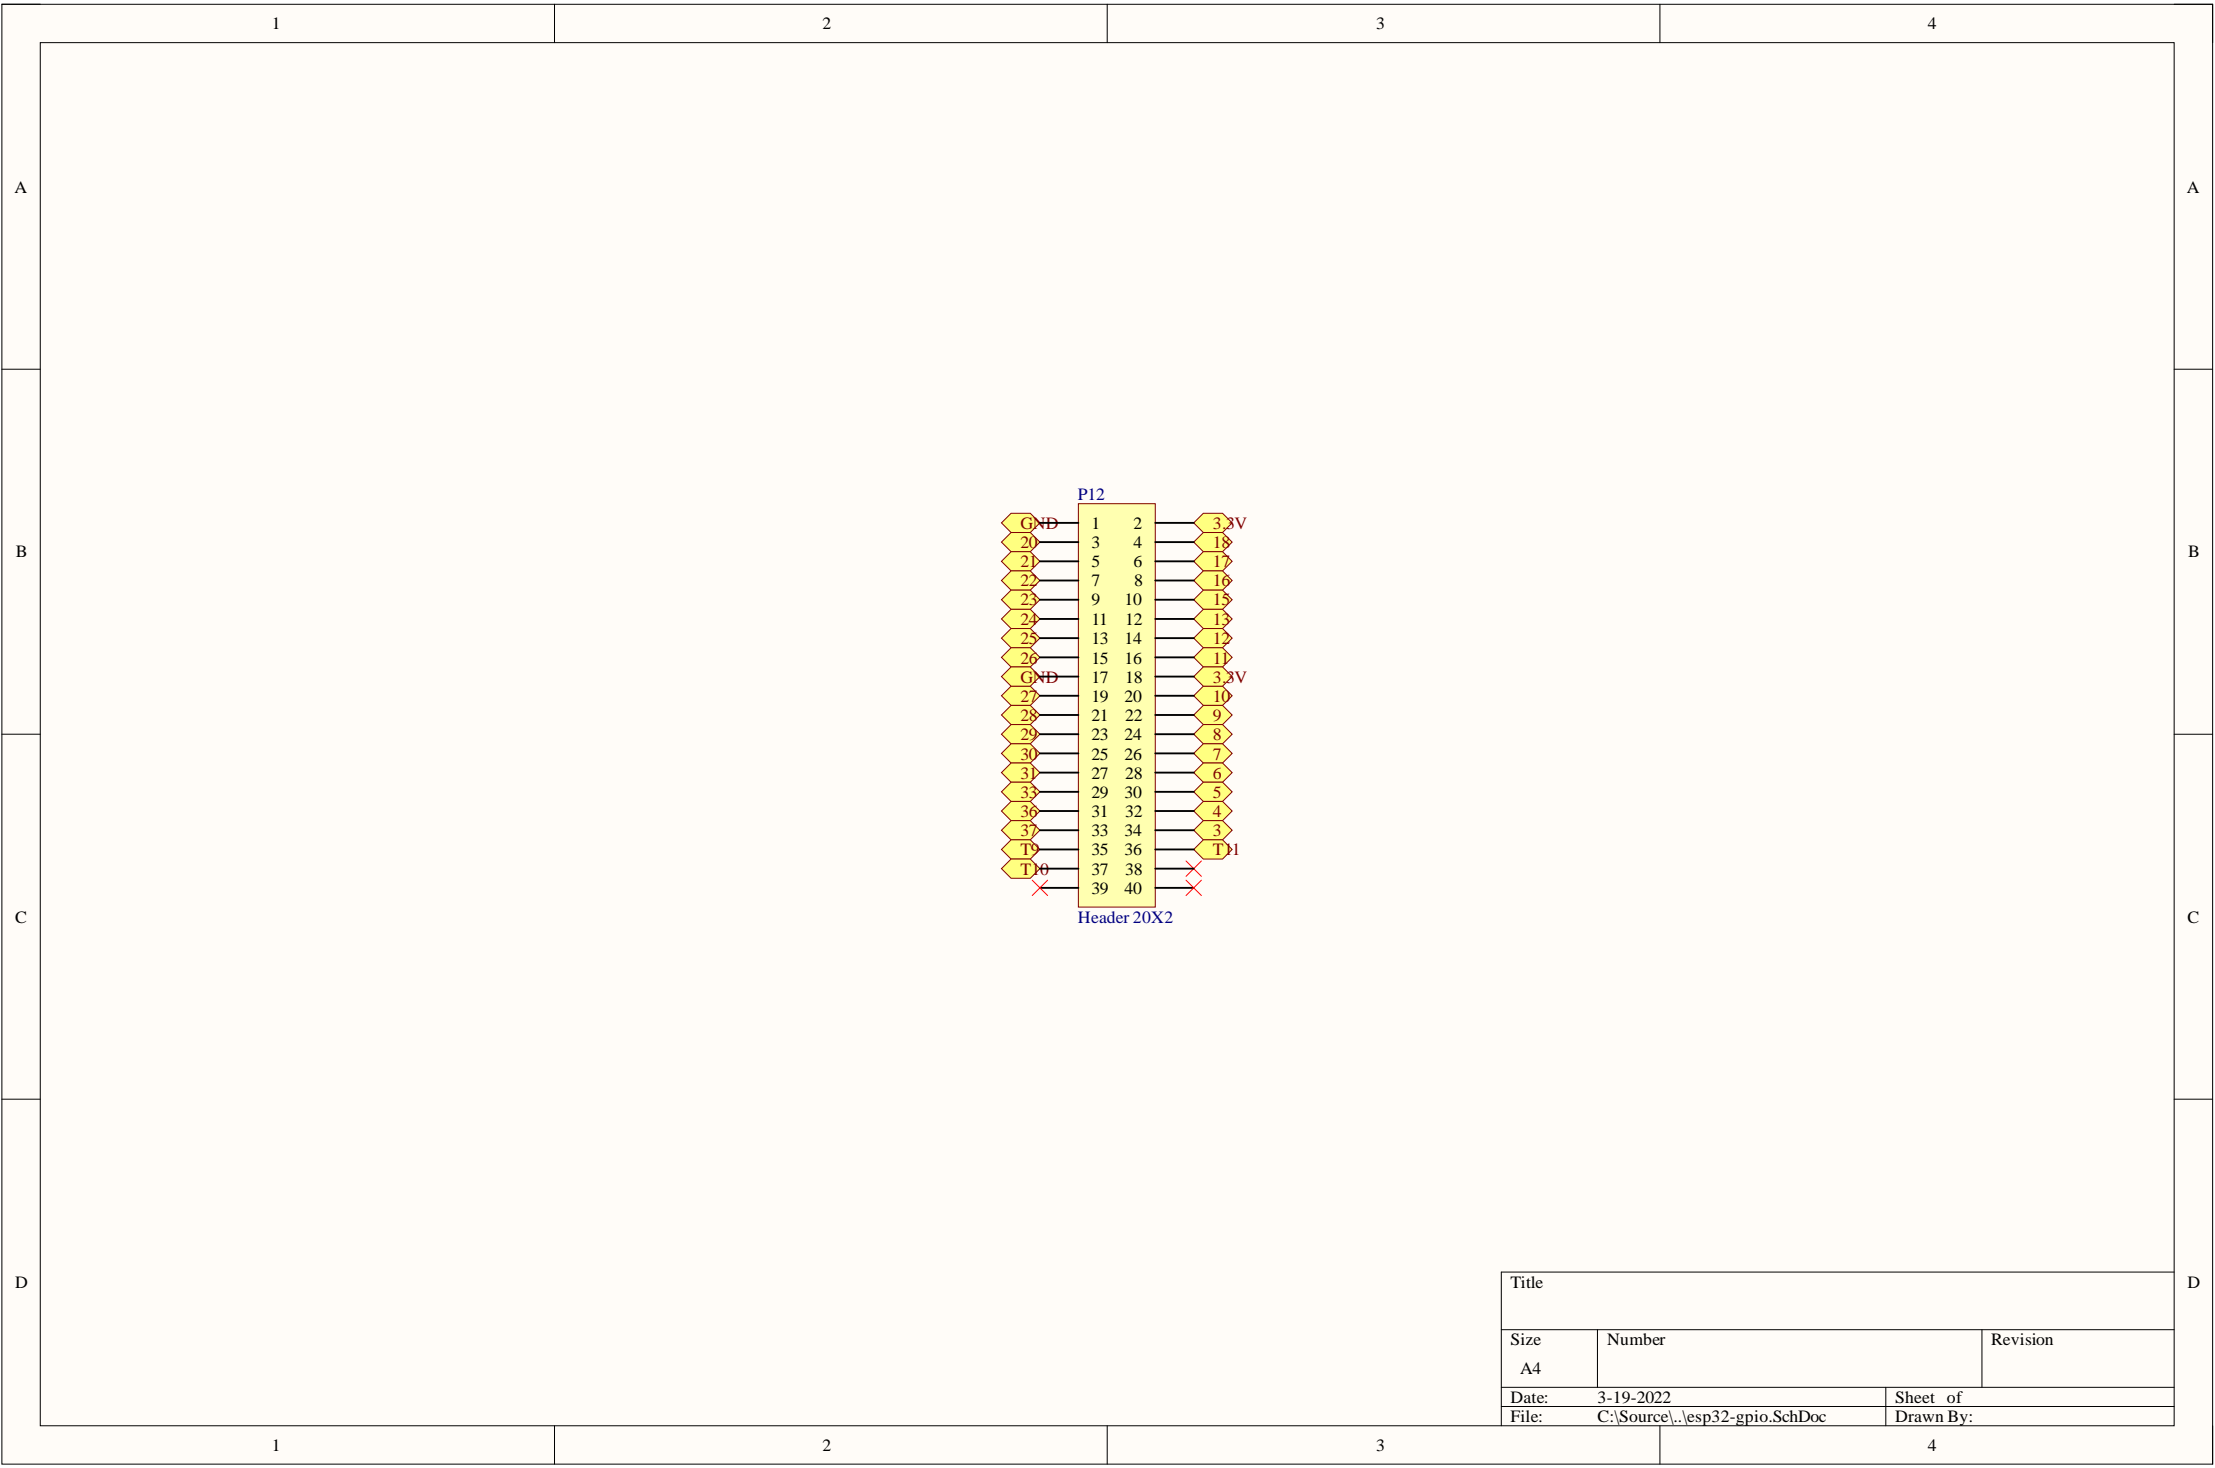 1 2 3 4
A A
P12
GND 1 2 3.3V
20 3 4 18
21 5 6 17
22 7 8 16
23 9 10 15
24 11 12 13
25 13 14 12
B B
26 15 16 11
GND 17 18 3.3V
27 19 20 10
28 21 22 9
29 23 24 8
30 25 26 7
31 27 28 6
33 29 30 5
36 31 32 4
37 33 34 3
T9 35 36 T11
T10 37 38
39 40
Header 20X2
C C
D D
Title
Size Number Revision
A4
Date: 3-19-2022 Sheet of
File: C:\Source\..\esp32-gpio.SchDoc Drawn By:
1 2 3 4